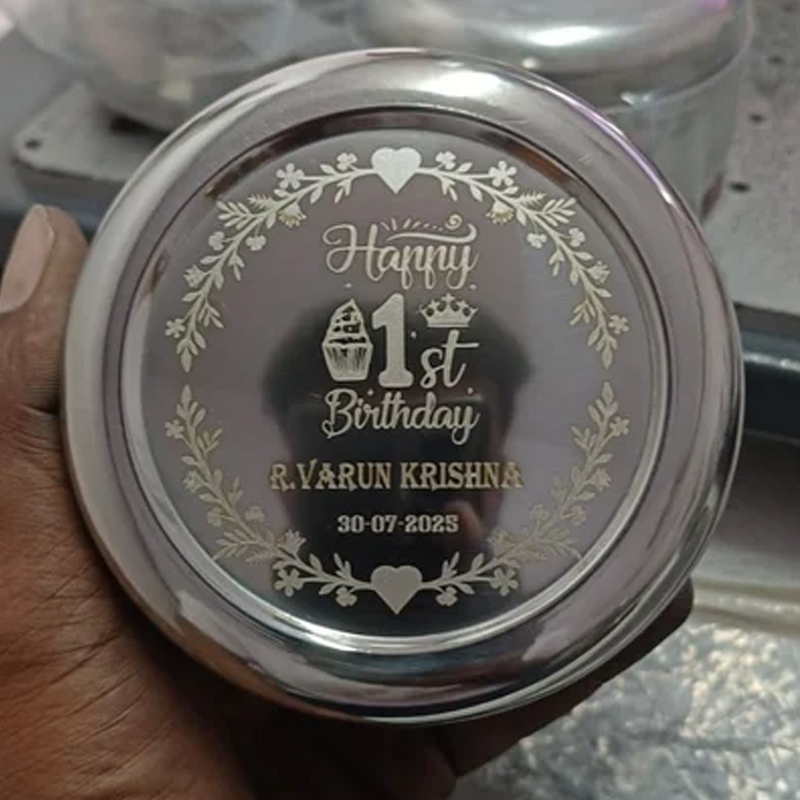 Happy
1st
Birthday
R.VARUN KRISHNA
30-07-2025